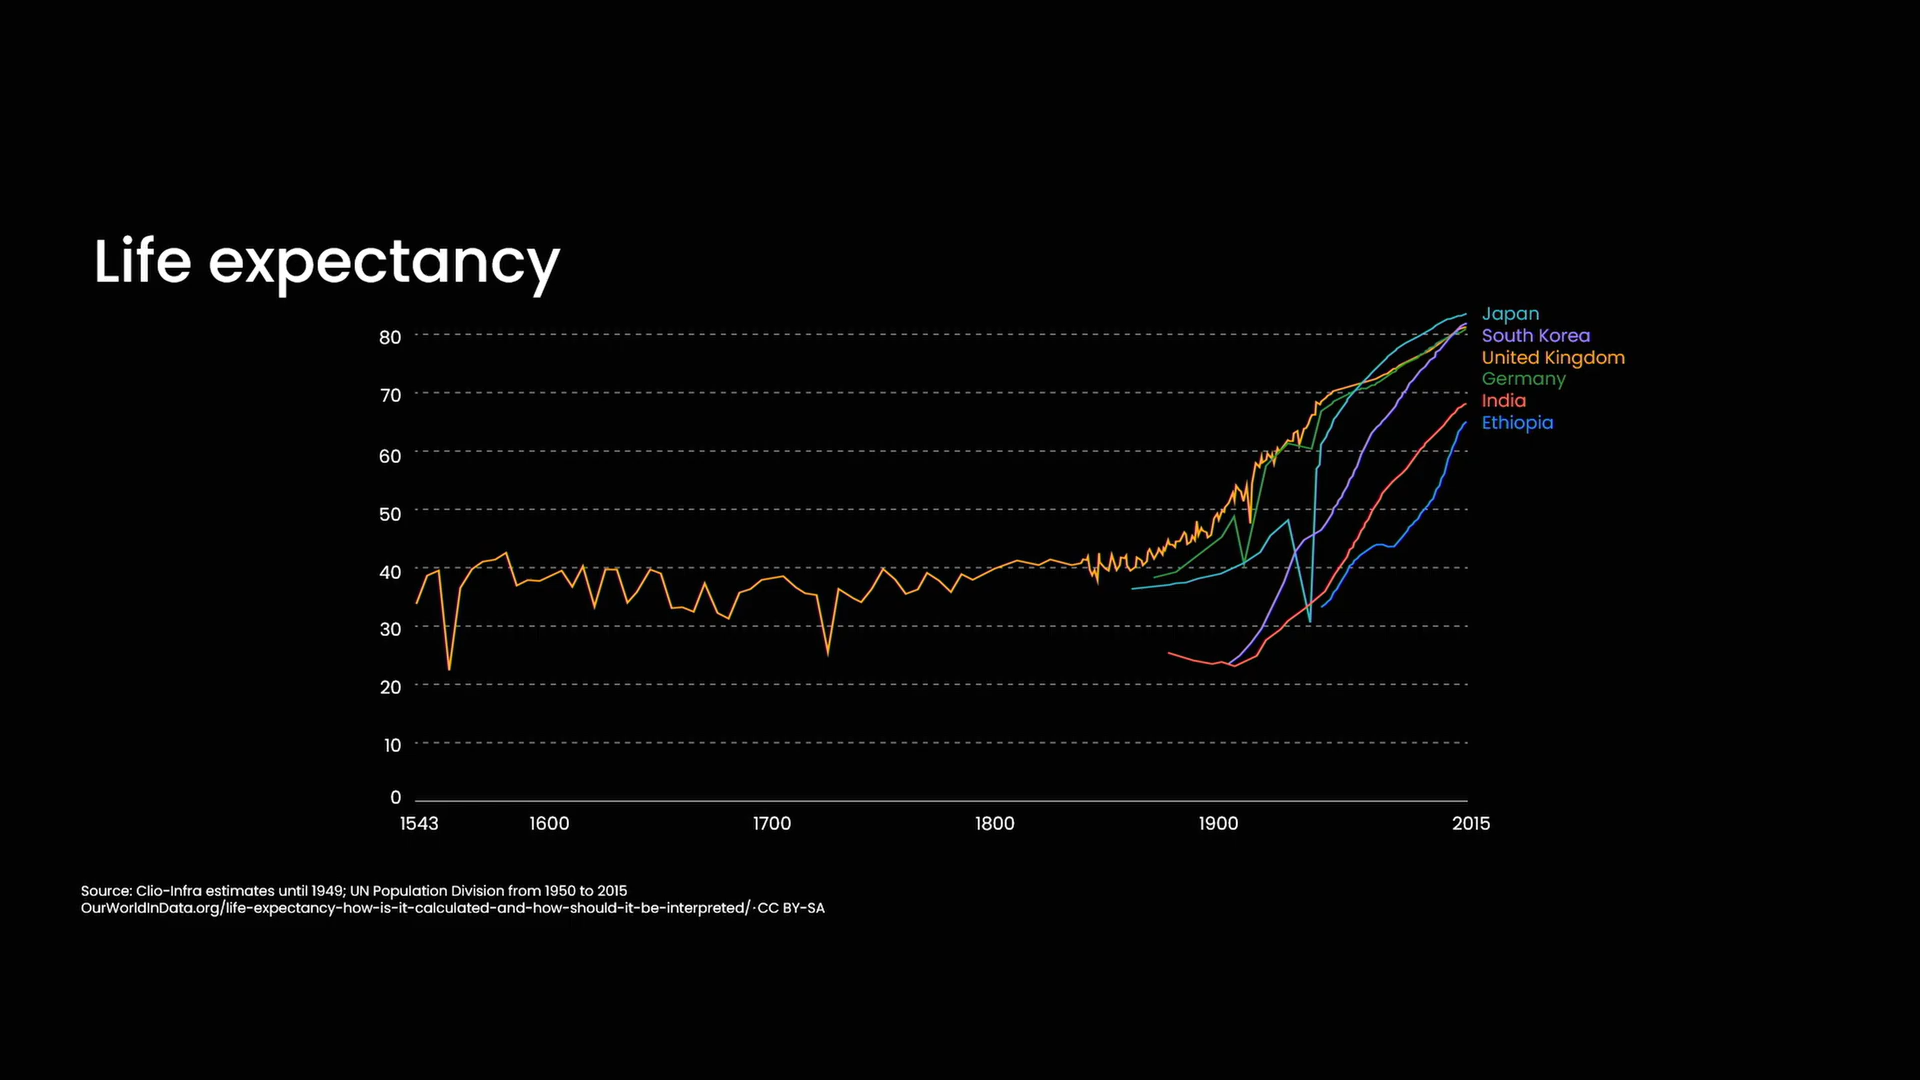 Life expectancy
80
70
60
50
40
30
20
10
0
1543 1600 1700 1800 1900 2015
Japan
South Korea
United Kingdom
Germany
India
Ethiopia
Source: Clio-Infra estimates until 1949; UN Population Division from 1950 to 2015
OurWorldInData.org/life-expectancy-how-is-it-calculated-and-how-should-it-be-interpreted/ · CC BY-SA